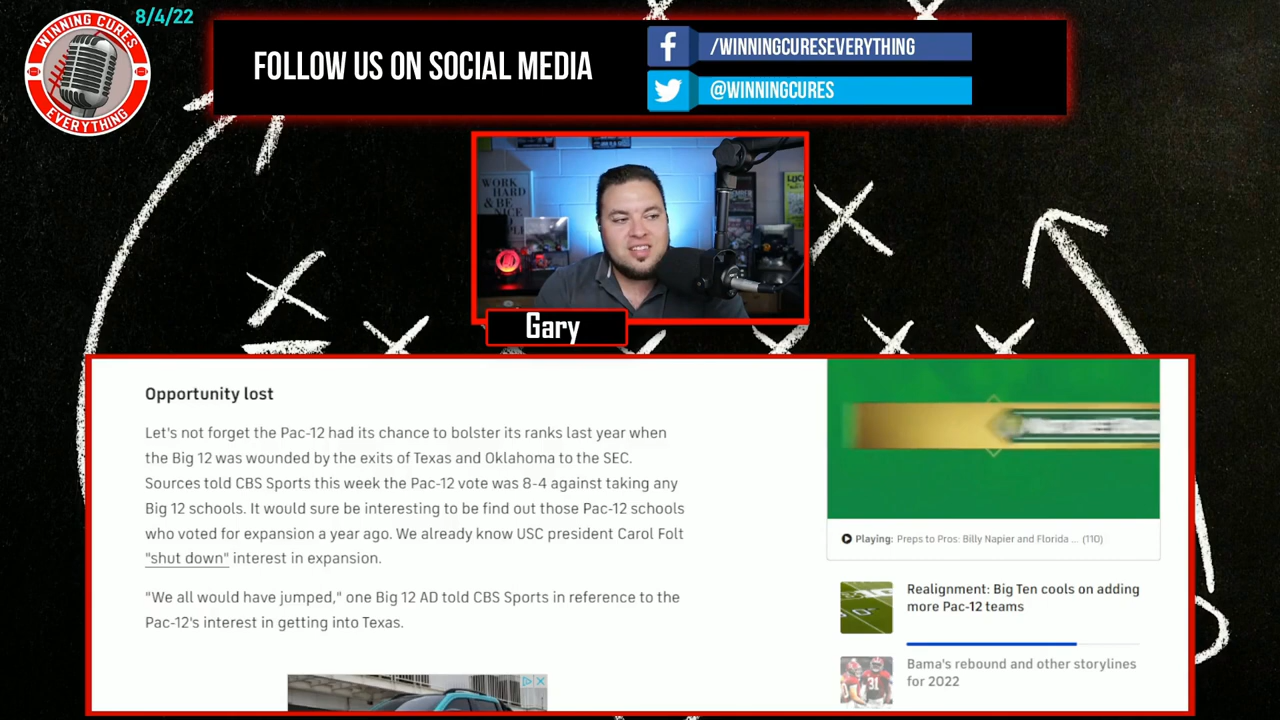 8/4/22
WINNING CURES
EVERYTHING
FOLLOW US ON SOCIAL MEDIA
/WINNINGCURESEVERYTHING
@WINNINGCURES
WORK
HARD
& BE
NICE
Gary
Opportunity lost
Let's not forget the Pac-12 had its chance to bolster its ranks last year when
the Big 12 was wounded by the exits of Texas and Oklahoma to the SEC.
Sources told CBS Sports this week the Pac-12 vote was 8-4 against taking any
Big 12 schools. It would sure be interesting to be find out those Pac-12 schools
who voted for expansion a year ago. We already know USC president Carol Folt
"shut down" interest in expansion.
"We all would have jumped," one Big 12 AD told CBS Sports in reference to the
Pac-12's interest in getting into Texas.
Playing: Preps to Pros: Billy Napier and Florida ... (110)
Realignment: Big Ten cools on adding
more Pac-12 teams
Bama's rebound and other storylines
for 2022